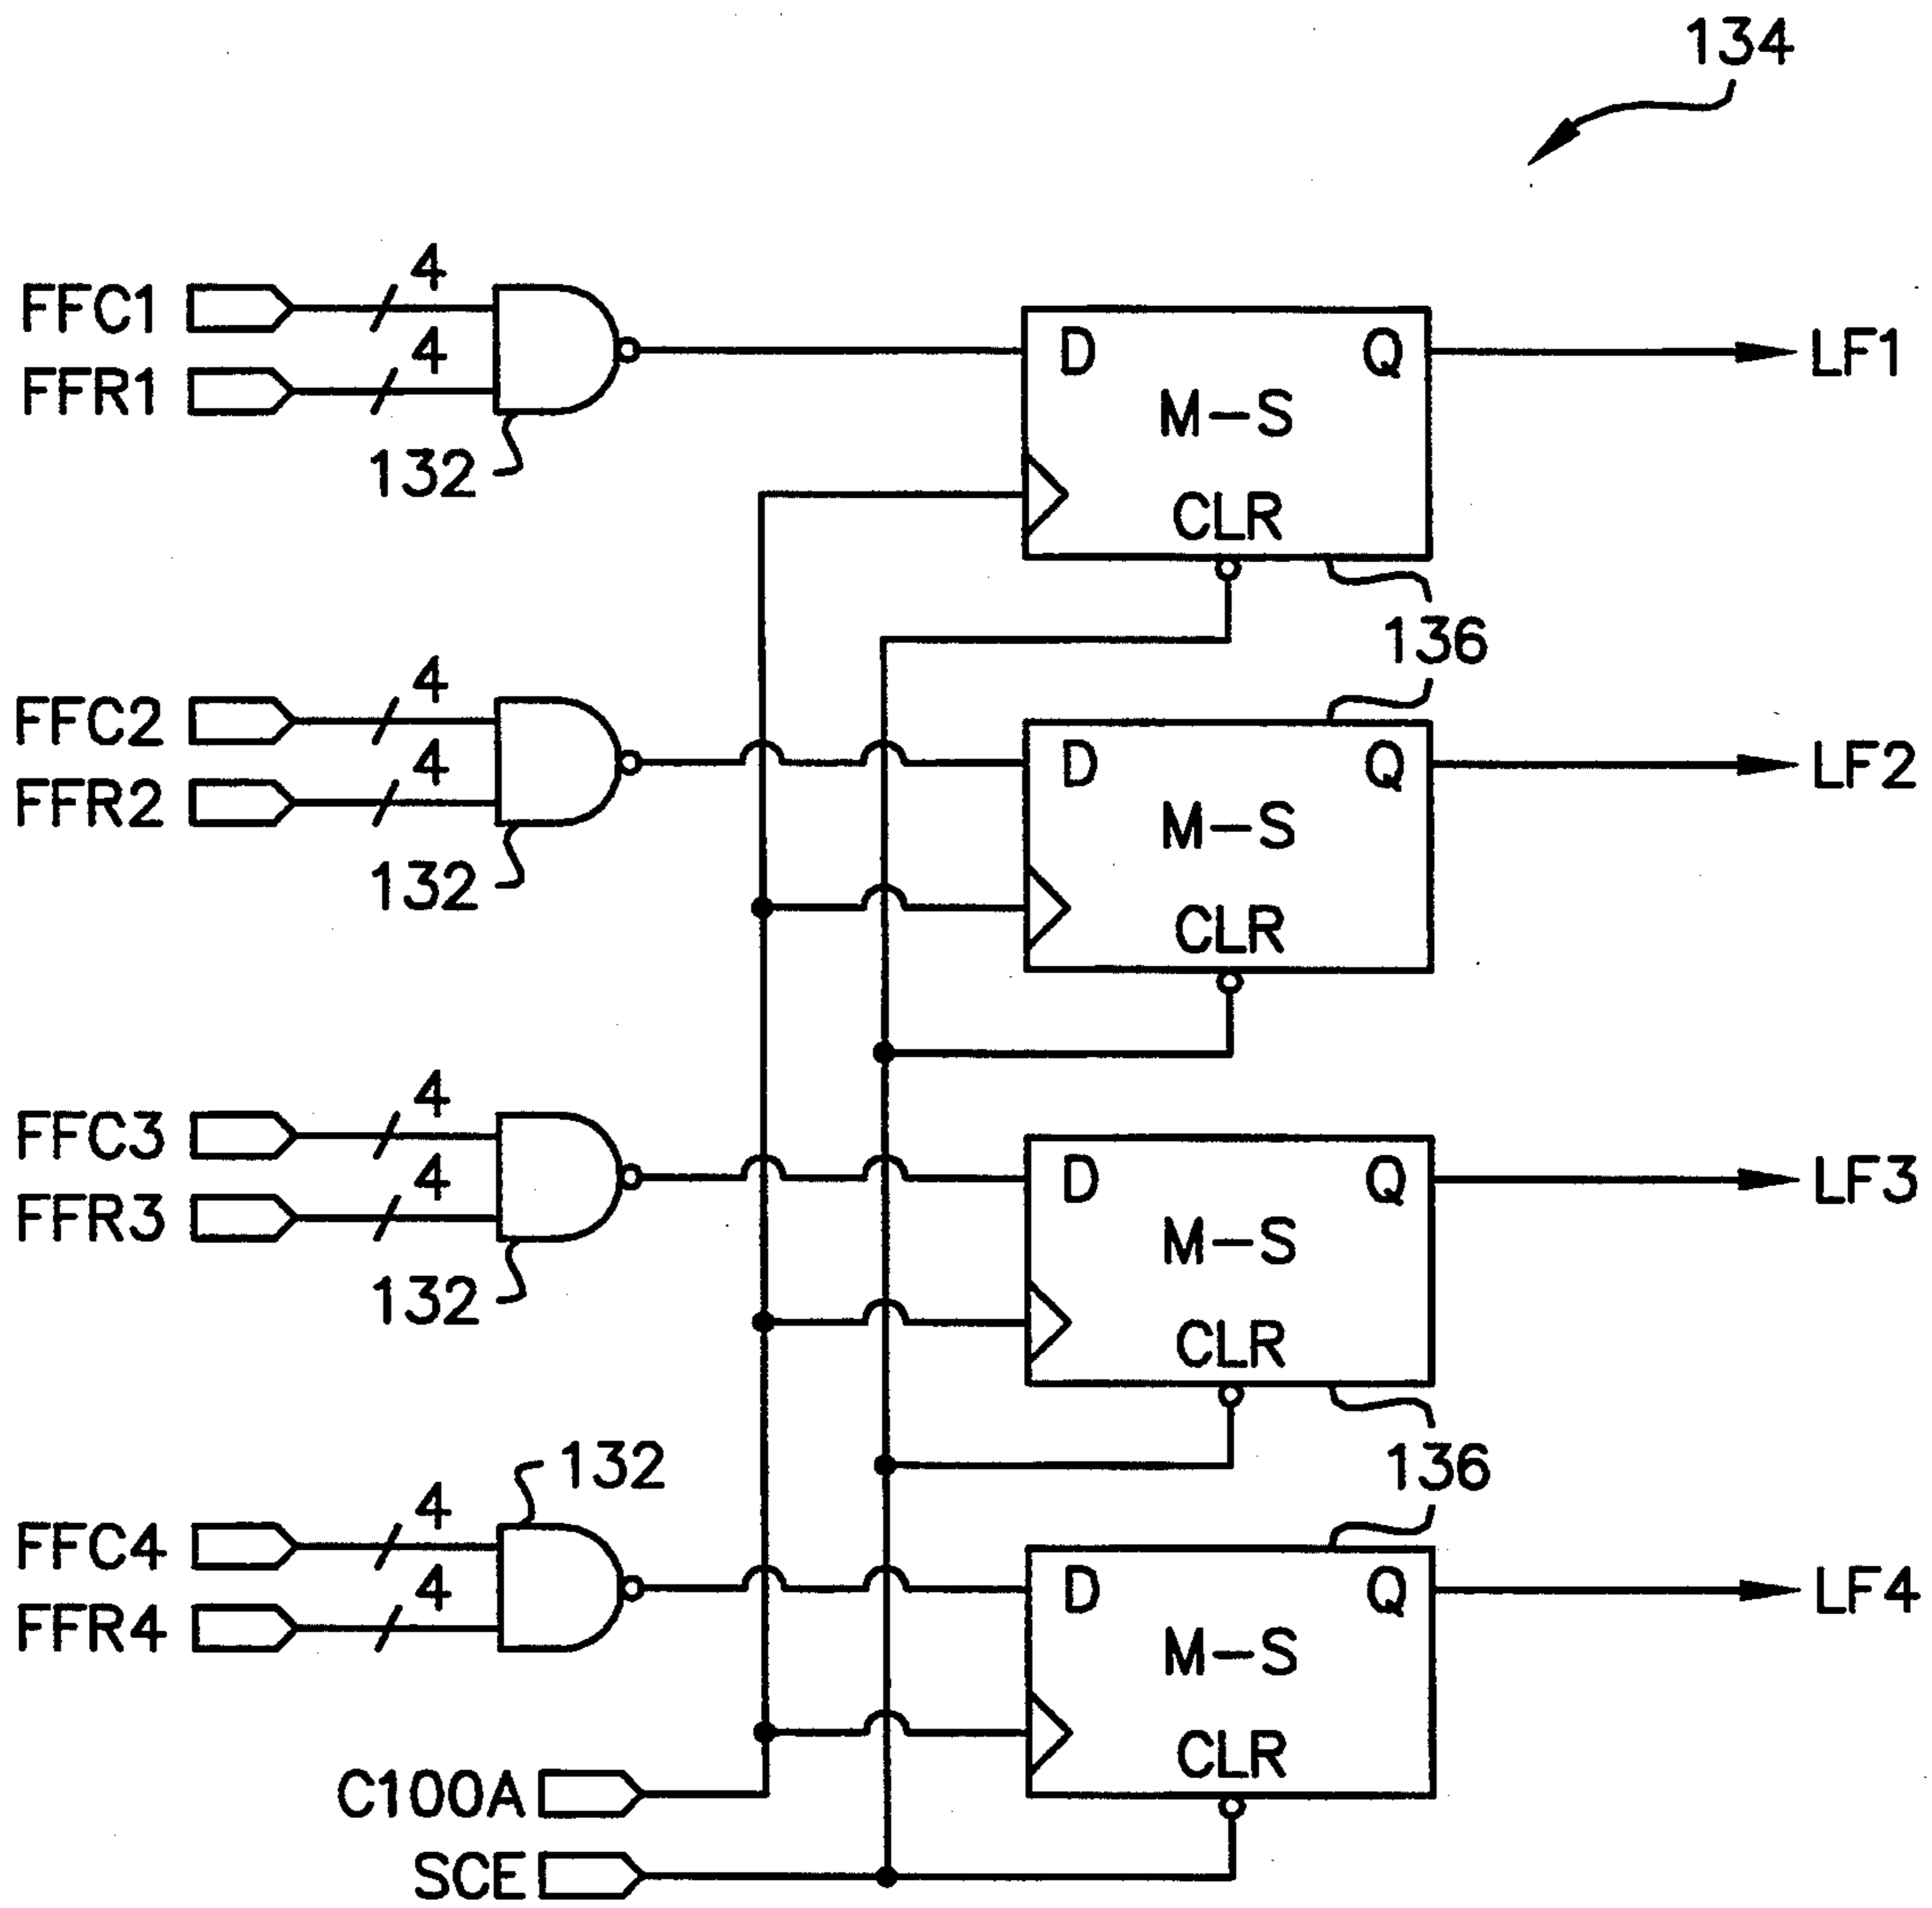 134
4
FFC1
4
FFR1
132
D
Q
M-S
CLR
LF1
136
4
FFC2
4
FFR2
132
D
Q
M-S
CLR
LF2
4
FFC3
4
FFR3
132
D
Q
M-S
CLR
LF3
136
132
4
FFC4
4
FFR4
D
Q
M-S
CLR
LF4
C100A
SCE